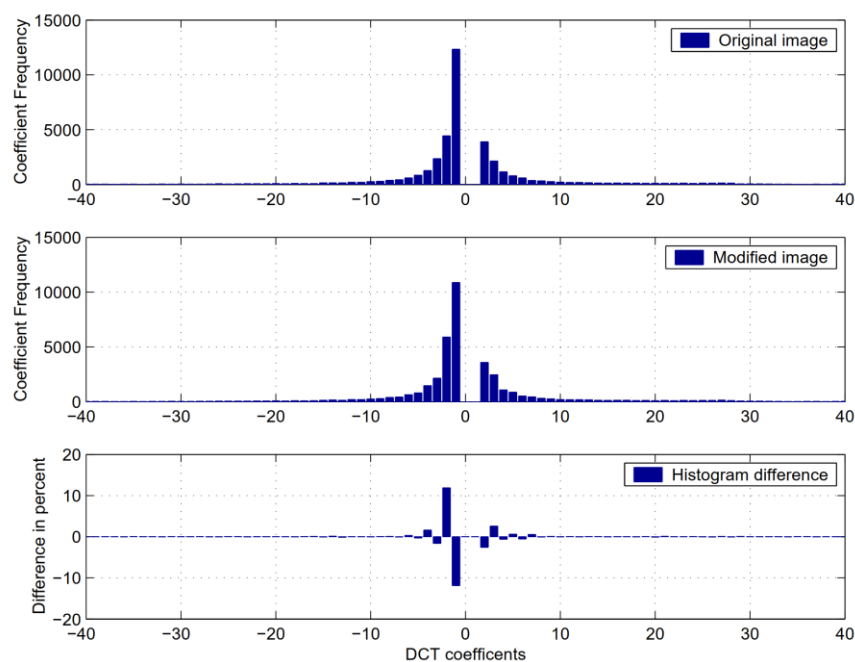 15000
10000
5000
0
Coefficient Frequency
Original image
−40 −30 −20 −10 0 10 20 30 40
15000
10000
5000
0
Coefficient Frequency
Modified image
−40 −30 −20 −10 0 10 20 30 40
20
10
0
−10
−20
Difference in percent
Histogram difference
−40 −30 −20 −10 0 10 20 30 40
DCT coefficents